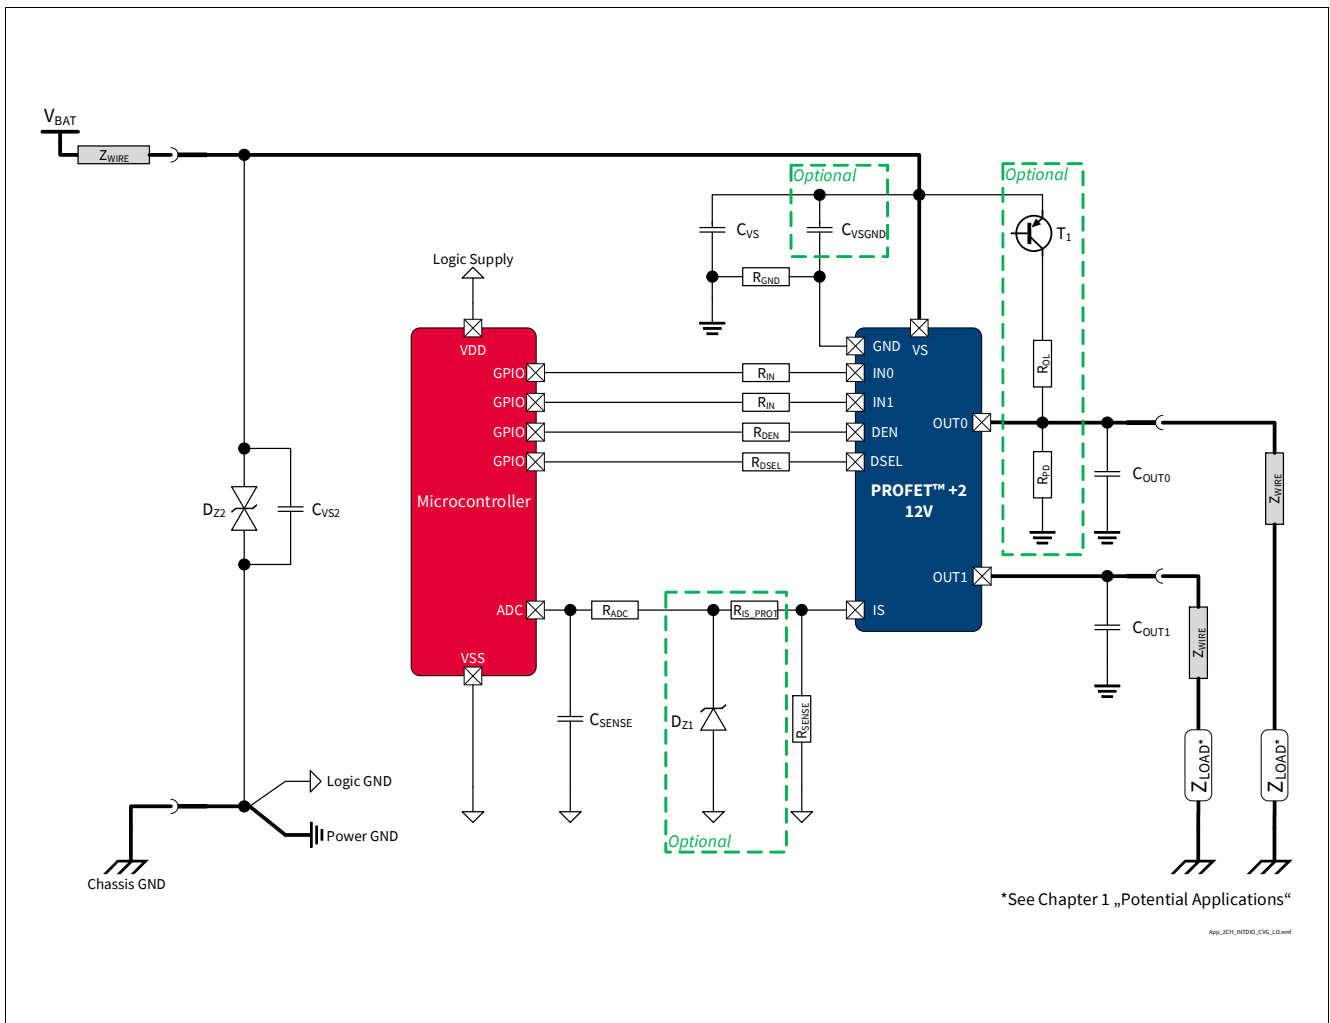 VBAT
ZWIRE
Optional
Optional
CVS
CVSGND
T1
Logic Supply
RGND
VDD
GND
VS
GPIO
RIN
IN0
ROL
GPIO
RIN
IN1
GPIO
RDEN
DEN
OUT0
GPIO
RDSEL
DSEL
RPD
COUT0
ZWIRE
Microcontroller
PROFET™ +2
12V
DZ2
CVS2
OUT1
ADC
RADC
RIS_PROT
IS
COUT1
ZWIRE
VSS
CSENSE
DZ1
RSENSE
ZLOAD*
ZLOAD*
Logic GND
Power GND
Optional
Chassis GND
*See Chapter 1 „Potential Applications“
App_2CH_INTDIO_CVG_LO.emf